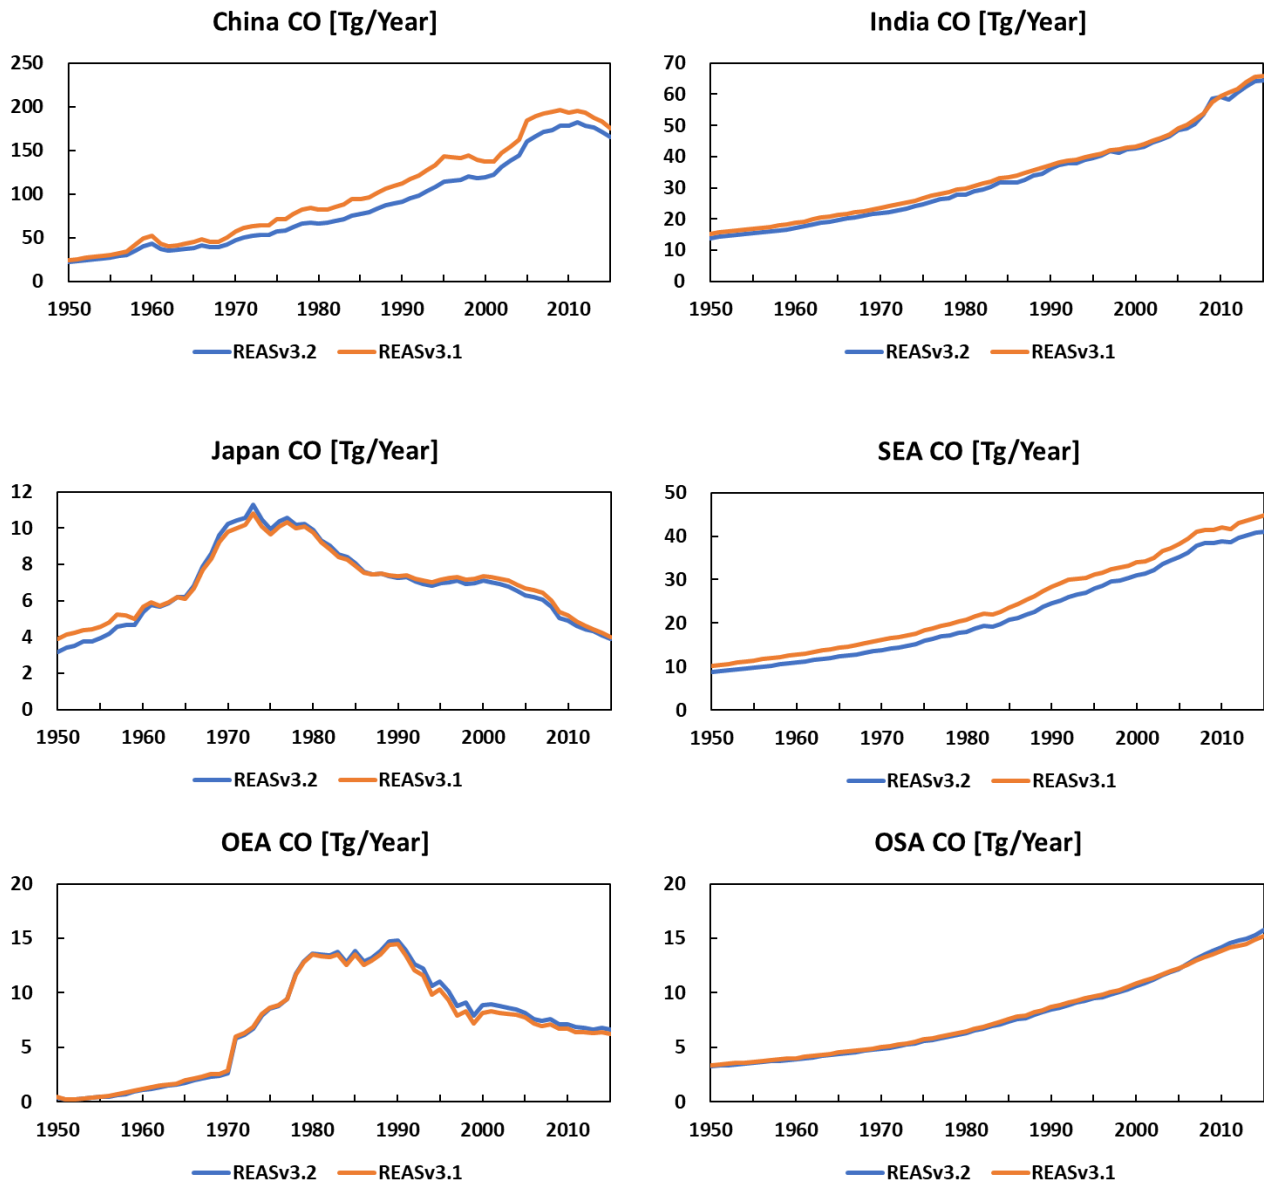 China CO [Tg/Year]
250
200
150
100
50
0
1950 1960 1970 1980 1990 2000 2010
REASv3.2 REASv3.1
India CO [Tg/Year]
70
60
50
40
30
20
10
0
1950 1960 1970 1980 1990 2000 2010
REASv3.2 REASv3.1
Japan CO [Tg/Year]
12
10
8
6
4
2
0
1950 1960 1970 1980 1990 2000 2010
REASv3.2 REASv3.1
SEA CO [Tg/Year]
50
40
30
20
10
0
1950 1960 1970 1980 1990 2000 2010
REASv3.2 REASv3.1
OEA CO [Tg/Year]
20
15
10
5
0
1950 1960 1970 1980 1990 2000 2010
REASv3.2 REASv3.1
OSA CO [Tg/Year]
20
15
10
5
0
1950 1960 1970 1980 1990 2000 2010
REASv3.2 REASv3.1